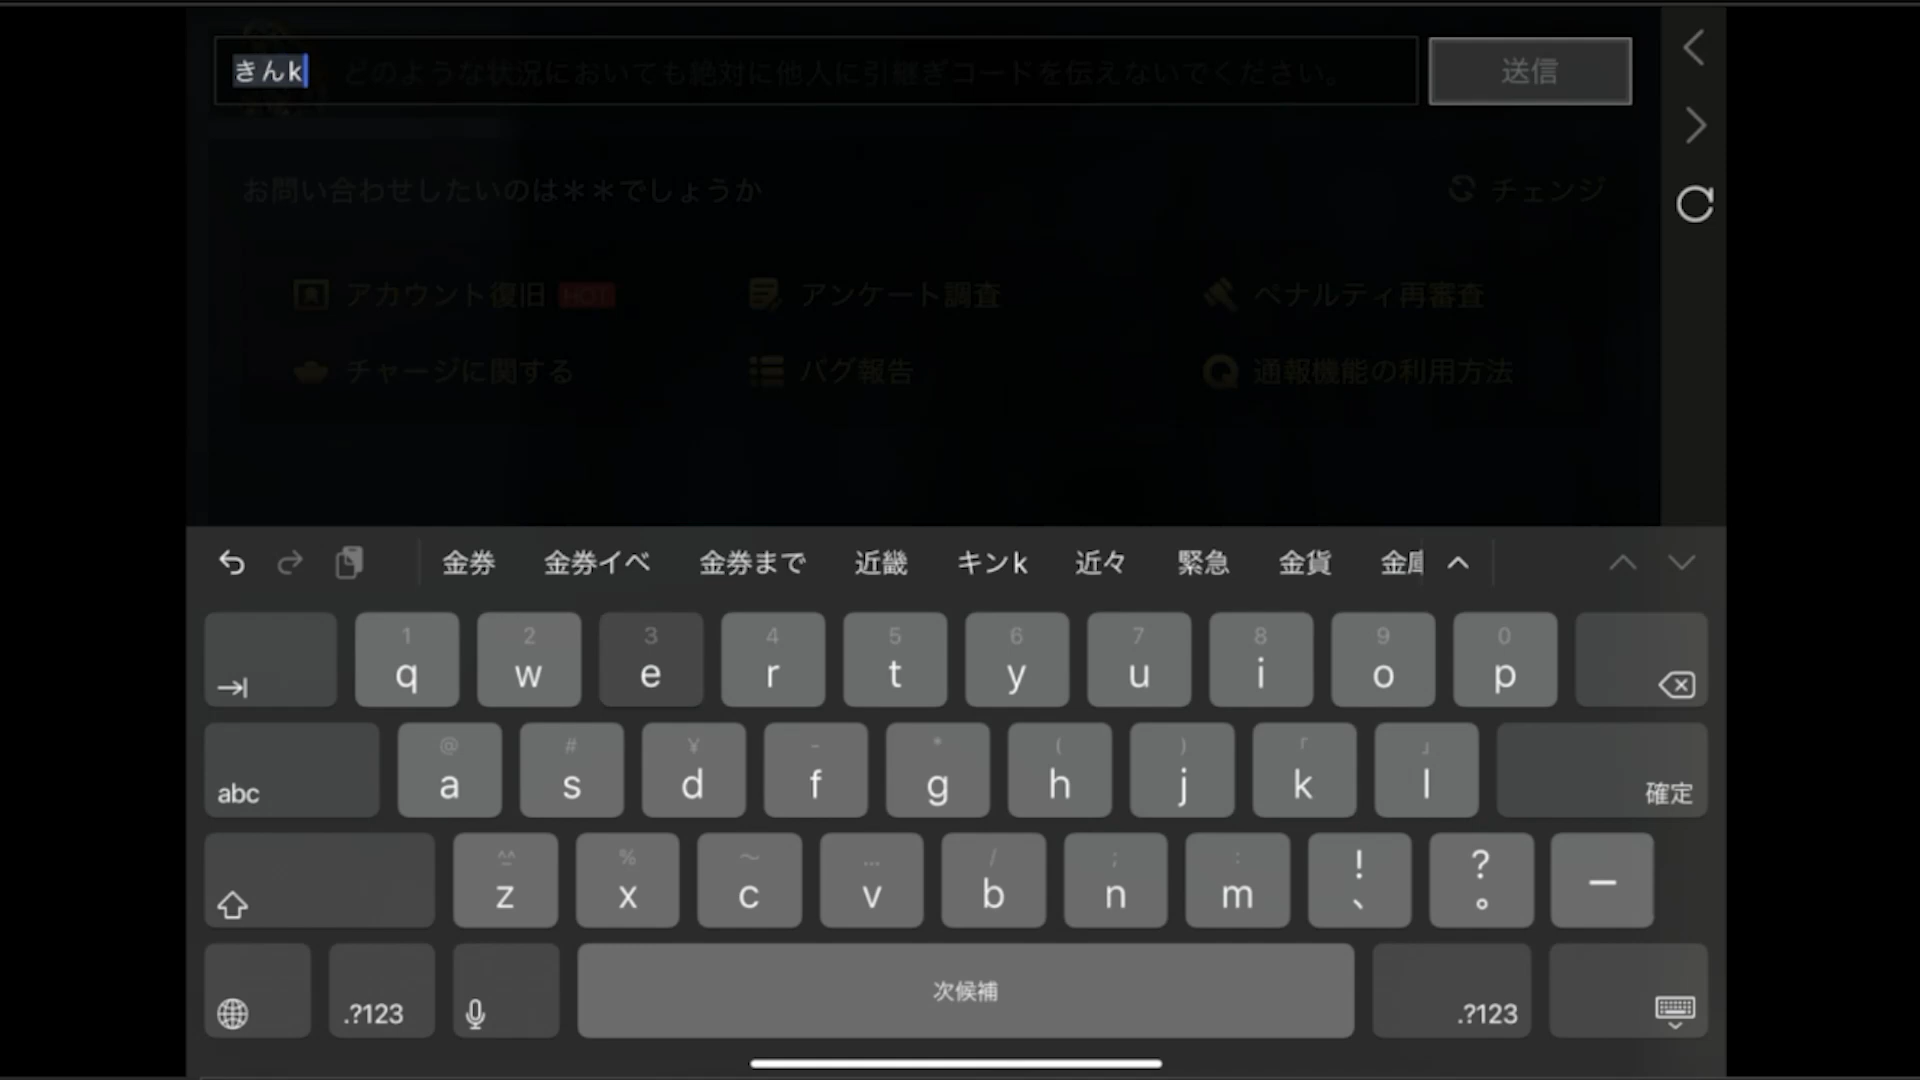 きんk どのような状況においても絶対に他人に引継ぎコードを伝えないでください。 送信
お問い合わせしたいのは＊＊でしょうか チェンジ
アカウント復旧 HOT アンケート調査 ペナルティ再審査
チャージに関する バグ報告 通報機能の利用方法
金券 金券イベ 金券まで 近畿 キンk 近々 緊急 金貨
1 2 3 4 5 6 7 8 9 0
q w e r t y u i o p
@ # ¥ - * ( ) 「 」
abc a s d f g h j k l 確定
^^ % 〜 … / ; : ! ?
z x c v b n m 、 。 ー
.?123 次候補 .?123